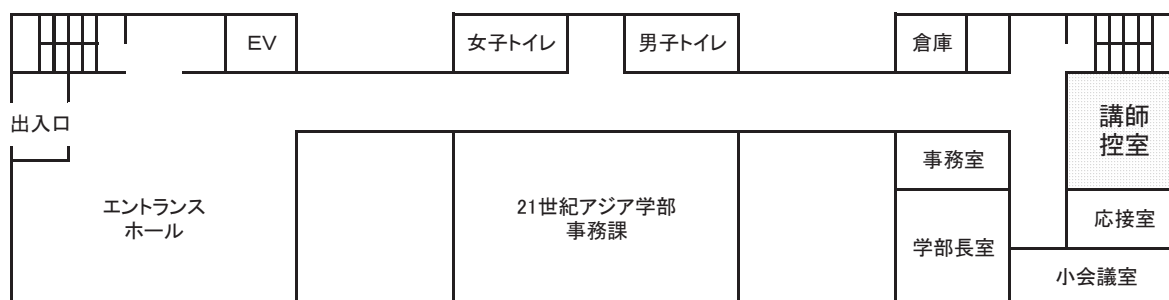 EV
女子トイレ
男子トイレ
倉庫
出入口
講師
控室
事務室
エントランス
ホール
21世紀アジア学部
事務課
応接室
学部長室
小会議室